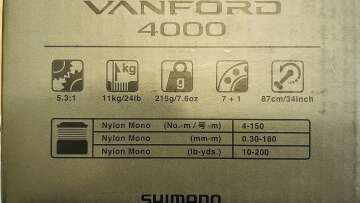 VANFORD
4000
kg
g
5.3:1 11kg/24lb 215g/7.6oz 7 + 1 87cm/34inch
Nylon Mono (No.-m / 号 -m) 4-150
Nylon Mono (mm-m) 0.30-180
Nylon Mono (lb-yds.) 10-200
SHIMANO